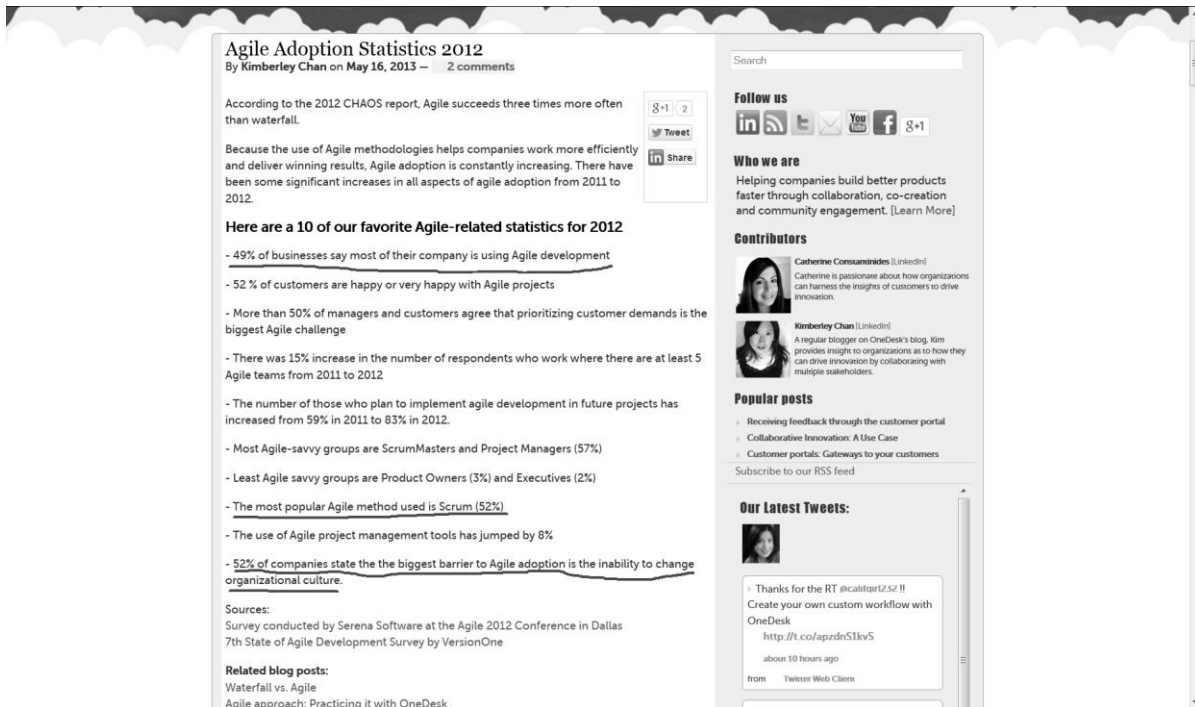 Agile Adoption Statistics 2012
By Kimberley Chan on May 16, 2013 — 2 comments
According to the 2012 CHAOS report, Agile succeeds three times more often
than waterfall.
Because the use of Agile methodologies helps companies work more efficiently
and deliver winning results, Agile adoption is constantly increasing. There have
been some significant increases in all aspects of agile adoption from 2011 to
2012.
g+1 2
Tweet
in Share
Here are a 10 of our favorite Agile-related statistics for 2012
- 49% of businesses say most of their company is using Agile development
- 52 % of customers are happy or very happy with Agile projects
- More than 50% of managers and customers agree that prioritizing customer demands is the
biggest Agile challenge
- There was 15% increase in the number of respondents who work where there are at least 5
Agile teams from 2011 to 2012
- The number of those who plan to implement agile development in future projects has
increased from 59% in 2011 to 83% in 2012.
- Most Agile-savvy groups are ScrumMasters and Project Managers (57%)
- Least Agile savvy groups are Product Owners (3%) and Executives (2%)
- The most popular Agile method used is Scrum (52%)
- The use of Agile project management tools has jumped by 8%
- 52% of companies state the the biggest barrier to Agile adoption is the inability to change
organizational culture.
Sources:
Survey conducted by Serena Software at the Agile 2012 Conference in Dallas
7th State of Agile Development Survey by VersionOne
Related blog posts:
Waterfall vs. Agile
Agile approach: Practicing it with OneDesk
Search
Follow us
in t You Tube f g+1
Who we are
Helping companies build better products
faster through collaboration, co-creation
and community engagement. [Learn More]
Contributors
Catherine Constantinides [LinkedIn]
Catherine is passionate about how organizations
can harness the insights of customers to drive
innovation.
Kimberley Chan [LinkedIn]
A regular blogger on OneDesk's blog, Kim
provides insight to organizations as to how they
can drive innovation by collaborating with
multiple stakeholders.
Popular posts
Receiving feedback through the customer portal
Collaborative Innovation: A Use Case
Customer portals: Gateways to your customers
Subscribe to our RSS feed
Our Latest Tweets:
Thanks for the RT @caligirl232 !!
Create your own custom workflow with
OneDesk
http://t.co/apzdnS1kvS
about 10 hours ago
from Twitter Web Client